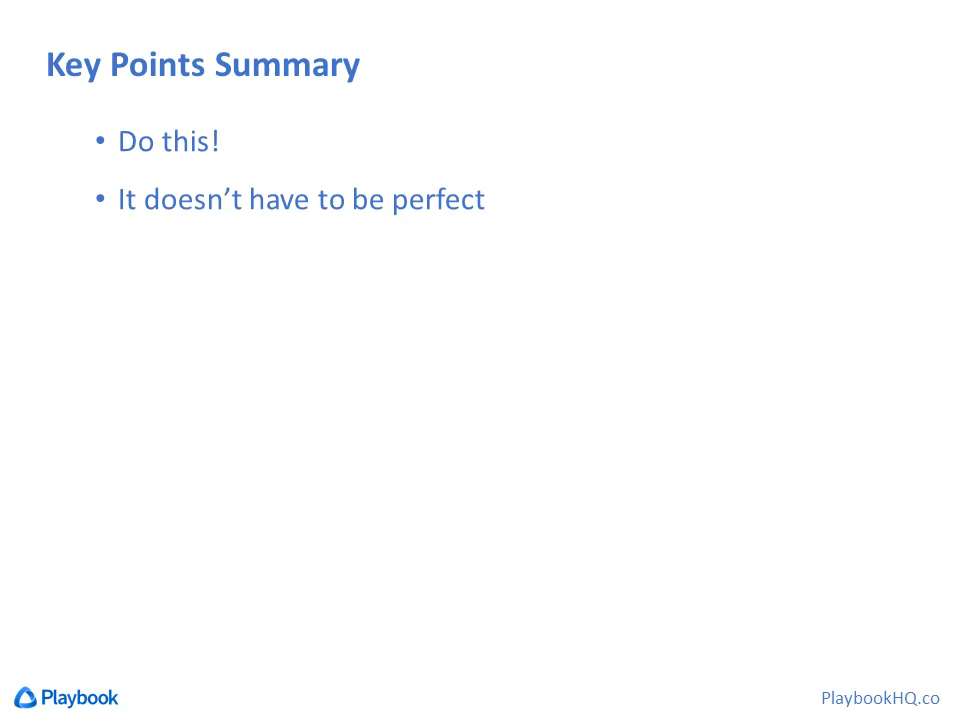 Key Points Summary
• Do this!
• It doesn’t have to be perfect
Playbook
PlaybookHQ.co